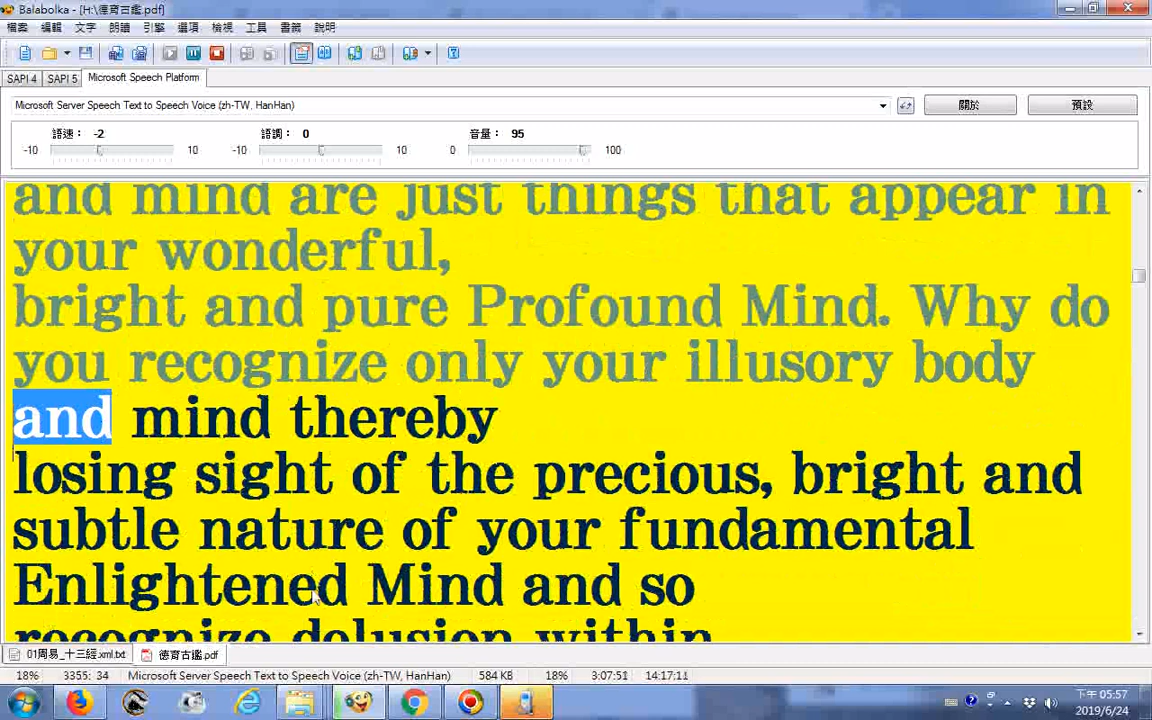 Balabolka - [H:\德育古鑑.pdf]
檔案 編輯 文字 朗讀 引擎 選項 檢視 工具 書籤 說明
SAPI 4 SAPI 5 Microsoft Speech Platform
Microsoft Server Speech Text to Speech Voice (zh-TW, HanHan) 關於 預設
語速： -2 語調： 0 音量： 95
-10 10 -10 10 0 100
and mind are just things that appear in
your wonderful,
bright and pure Profound Mind. Why do
you recognize only your illusory body
and mind thereby
losing sight of the precious, bright and
subtle nature of your fundamental
Enlightened Mind and so
recognize delusion within
01周易_十三經.xml.txt 德育古鑑.pdf
18% 3355: 34 Microsoft Server Speech Text to Speech Voice (zh-TW, HanHan) 584 KB 18% 3:07:51 14:17:11
下午 05:57
2019/6/24